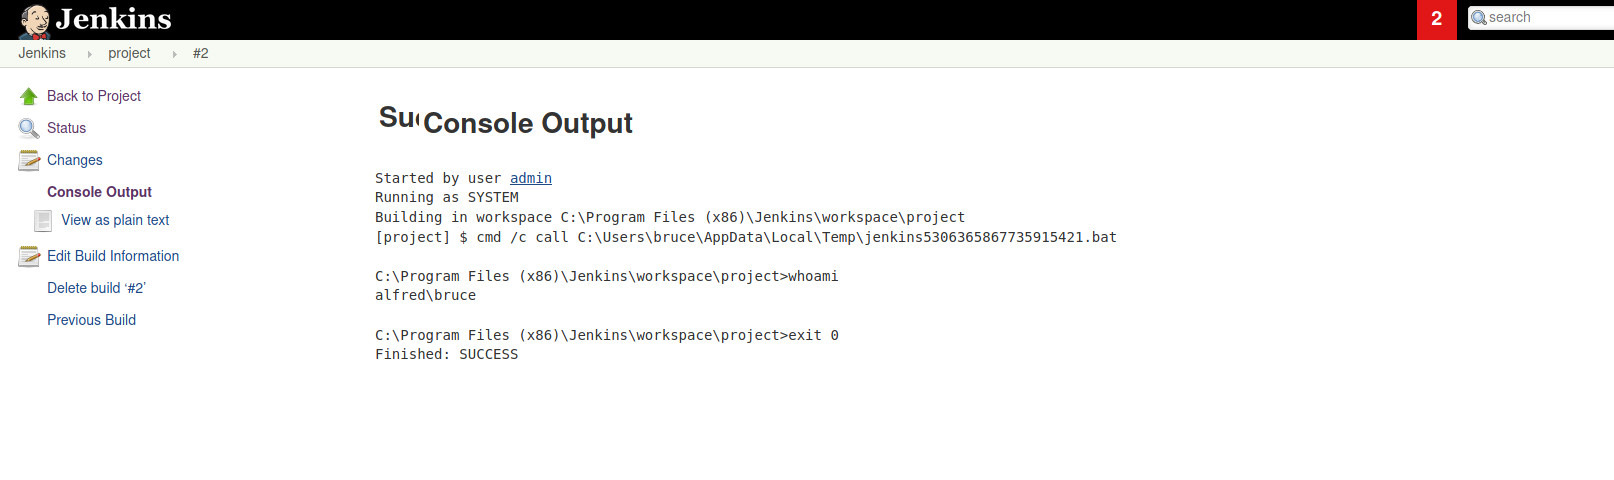 Jenkins
2
search
Jenkins
project
#2
Back to Project
Status
Changes
Console Output
View as plain text
Edit Build Information
Delete build ‘#2’
Previous Build
Console Output
Started by user admin
Running as SYSTEM
Building in workspace C:\Program Files (x86)\Jenkins\workspace\project
[project] $ cmd /c call C:\Users\bruce\AppData\Local\Temp\jenkins5306365867735915421.bat
C:\Program Files (x86)\Jenkins\workspace\project>whoami
alfred\bruce
C:\Program Files (x86)\Jenkins\workspace\project>exit 0
Finished: SUCCESS